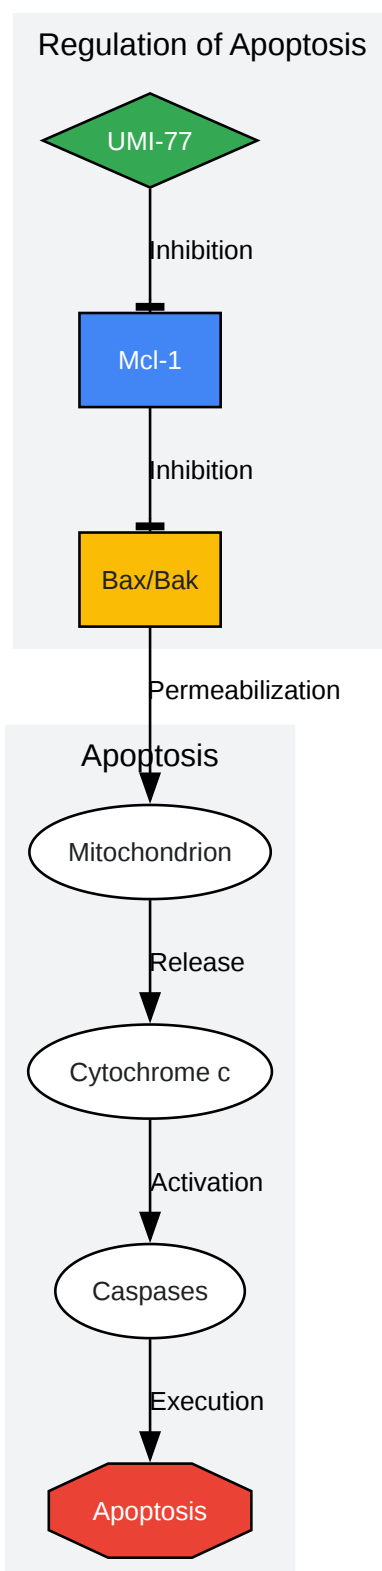 Regulation of Apoptosis
UMI-77
Inhibition
Mcl-1
Inhibition
Bax/Bak
Permeabilization
Apoptosis
Mitochondrion
Release
Cytochrome c
Activation
Caspases
Execution
Apoptosis